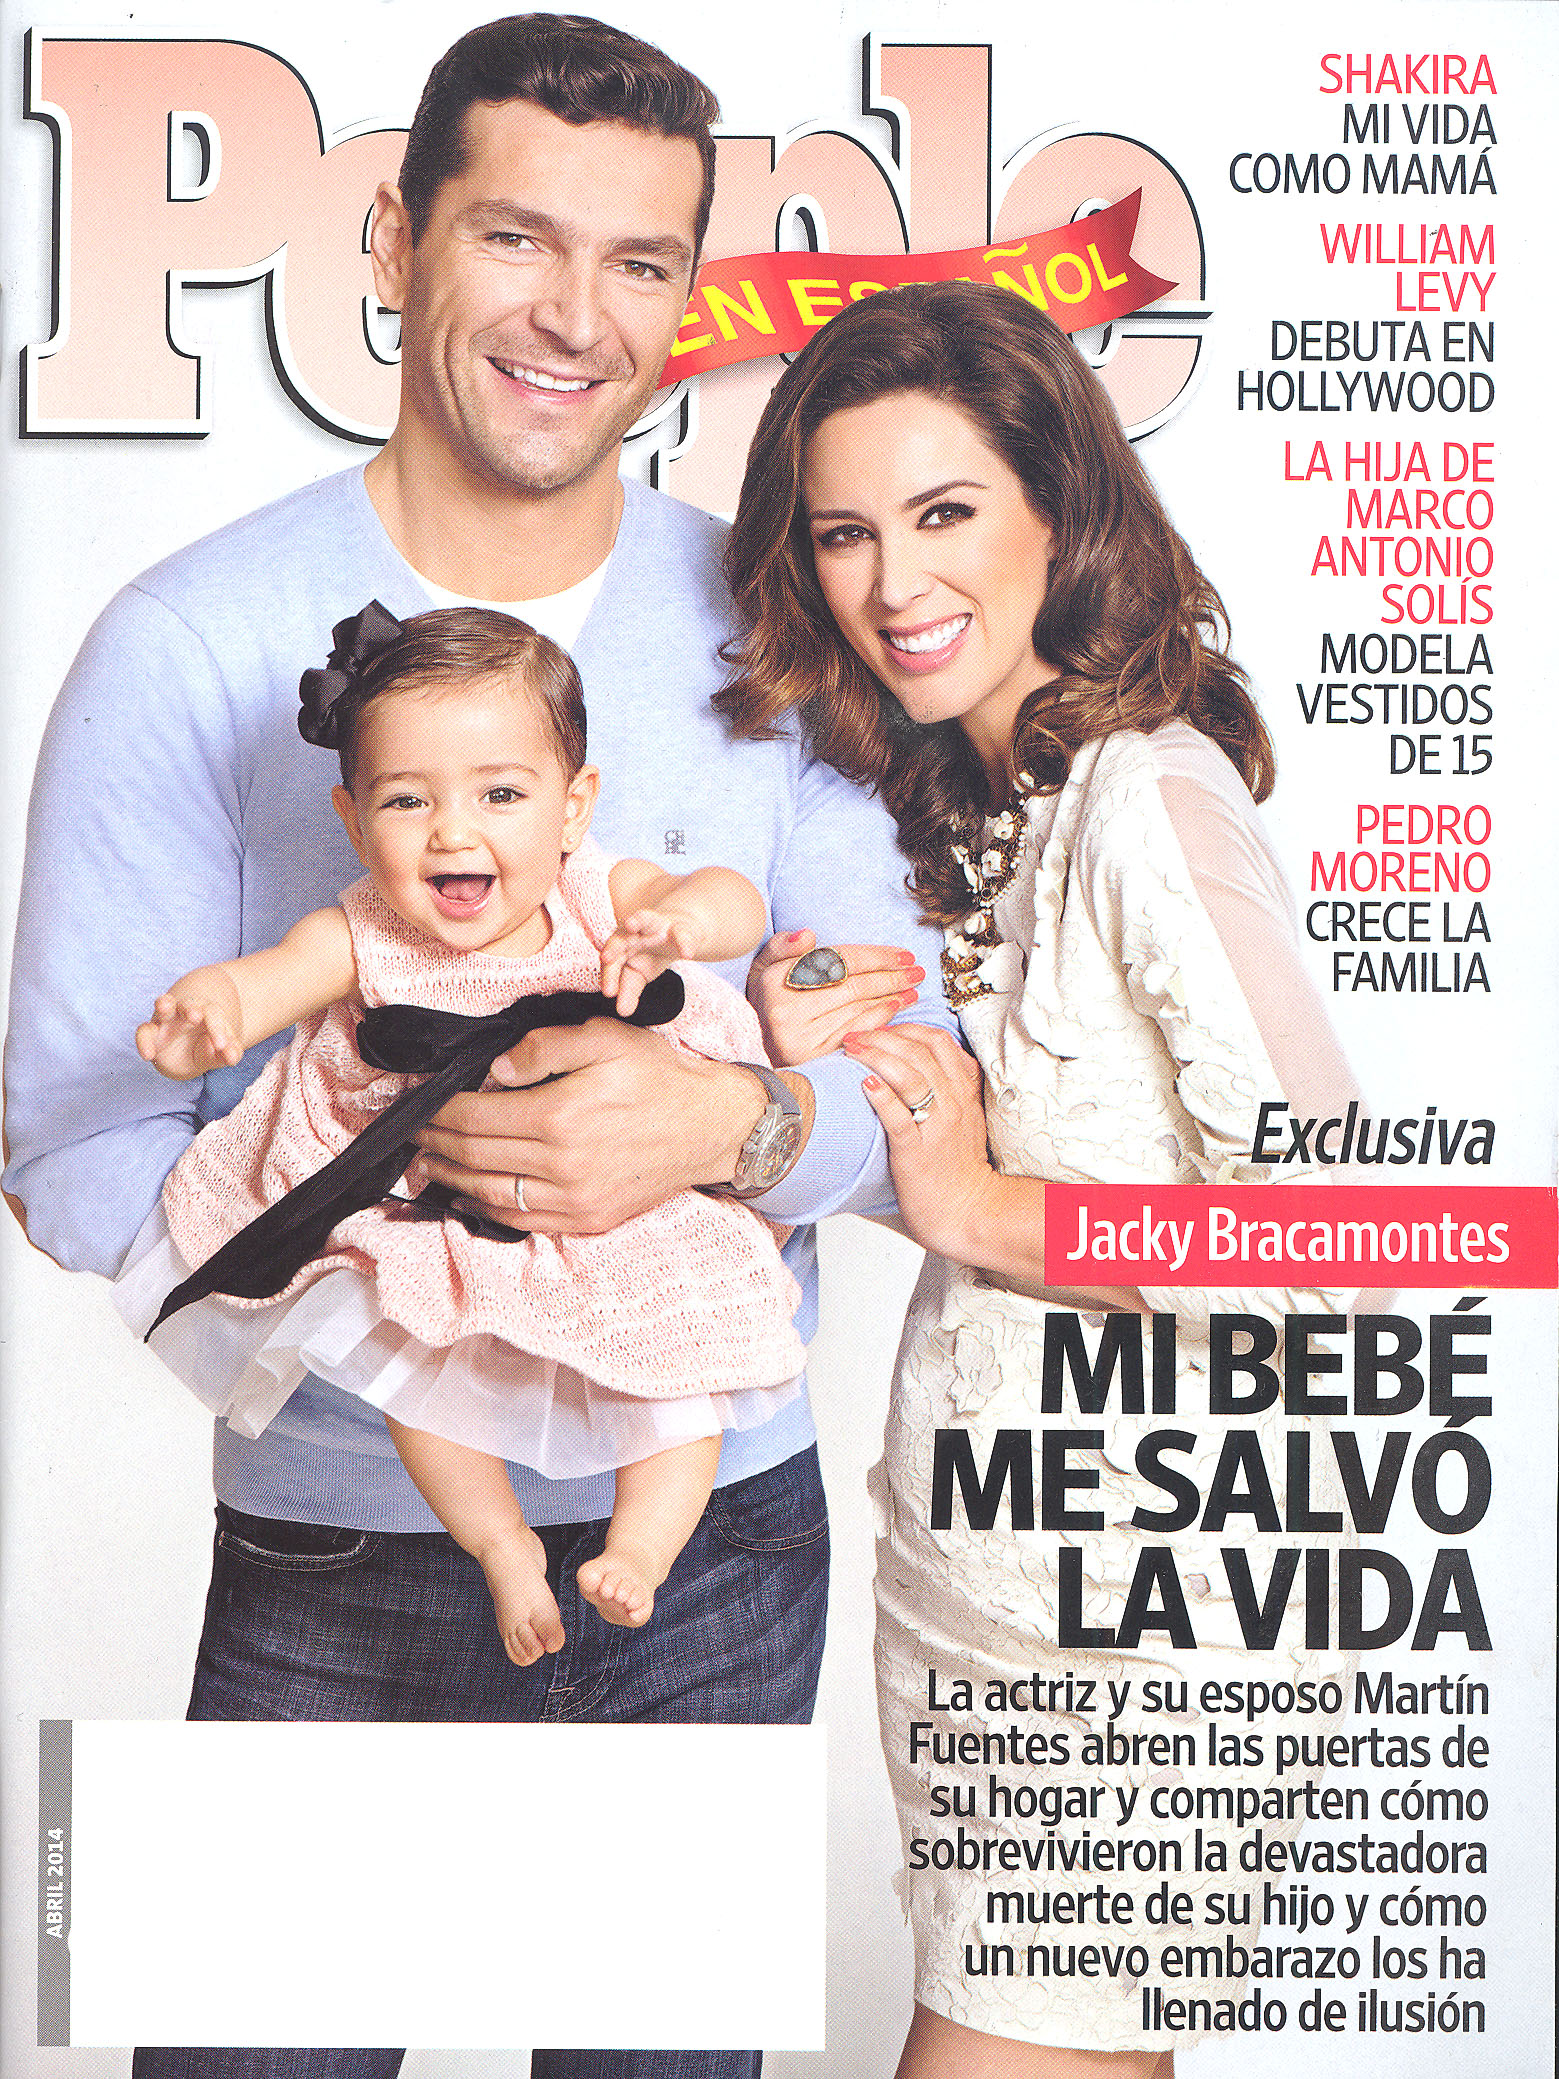 People
EN ESPAÑOL
SHAKIRA
MI VIDA
COMO MAMÁ
WILLIAM
LEVY
DEBUTA EN
HOLLYWOOD
LA HIJA DE
MARCO
ANTONIO
SOLÍS
MODELA
VESTIDOS
DE 15
PEDRO
MORENO
CRECE LA
FAMILIA
Exclusiva
Jacky Bracamontes
MI BEBÉ
ME SALVÓ
LA VIDA
La actriz y su esposo Martín
Fuentes abren las puertas de
su hogar y comparten cómo
sobrevivieron la devastadora
muerte de su hijo y cómo
un nuevo embarazo los ha
llenado de ilusión
ABRIL 2014